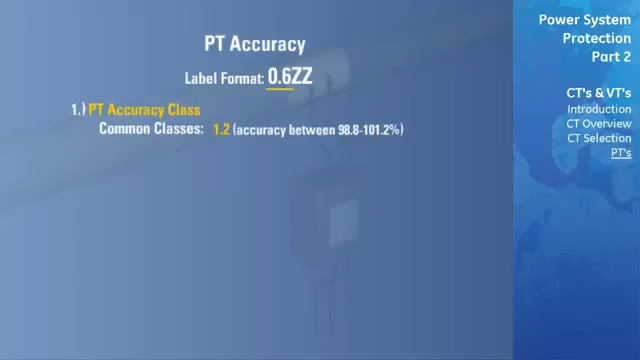 PT Accuracy
Label Format: 0.6ZZ
1.) PT Accuracy Class
Common Classes: 1.2 (accuracy between 98.8-101.2%)
Power System
Protection
Part 2
CT's & VT's
Introduction
CT Overview
CT Selection
PT's